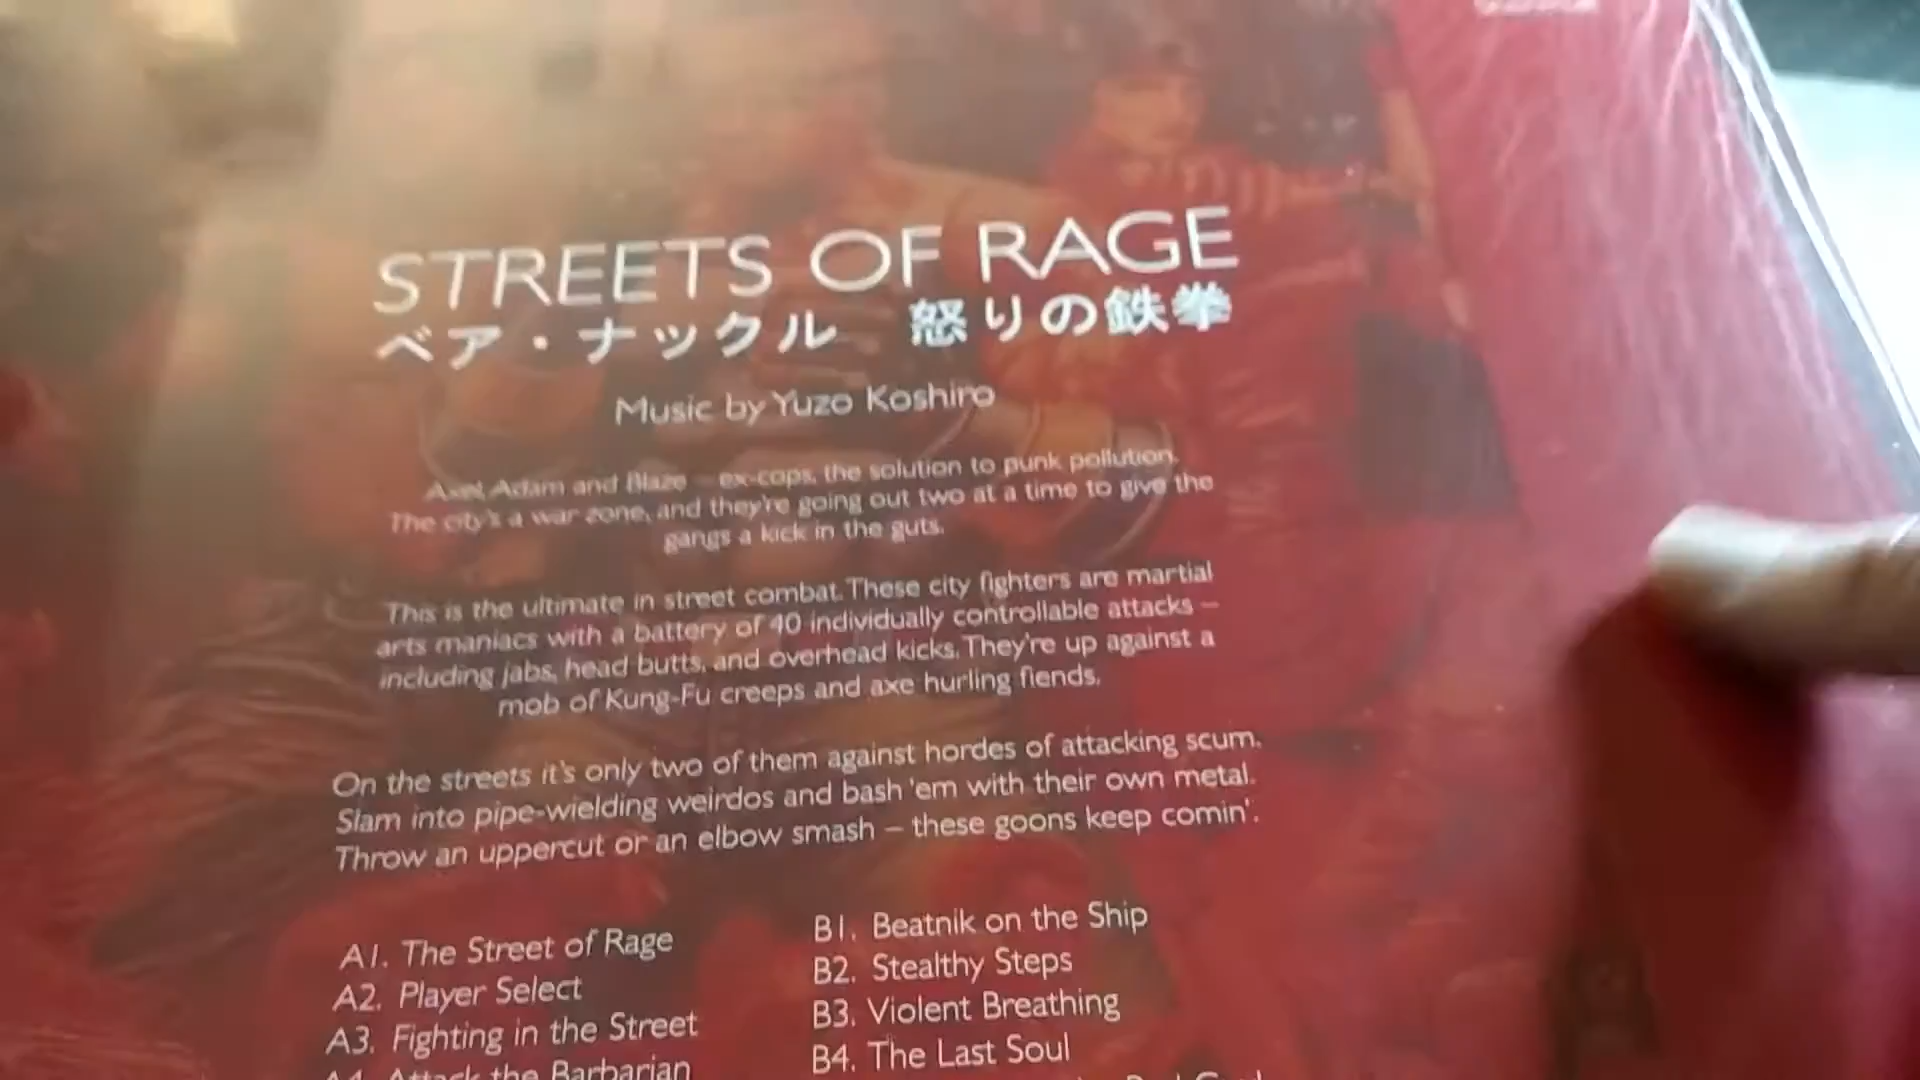 STREETS OF RAGE
ベア・ナックル 怒りの鉄拳
Music by Yuzo Koshiro
Axel, Adam and Blaze – ex-cops, the solution to punk pollution.
The city's a war zone, and they're going out two at a time to give the
gangs a kick in the guts.
This is the ultimate in street combat. These city fighters are martial
arts maniacs with a battery of 40 individually controllable attacks –
including jabs, head butts, and overhead kicks. They're up against a
mob of Kung-Fu creeps and axe hurling fiends.
On the streets it's only two of them against hordes of attacking scum.
Slam into pipe-wielding weirdos and bash 'em with their own metal.
Throw an uppercut or an elbow smash – these goons keep comin'.
A1. The Street of Rage
A2. Player Select
A3. Fighting in the Street
A4. Attack the Barbarian
B1. Beatnik on the Ship
B2. Stealthy Steps
B3. Violent Breathing
B4. The Last Soul